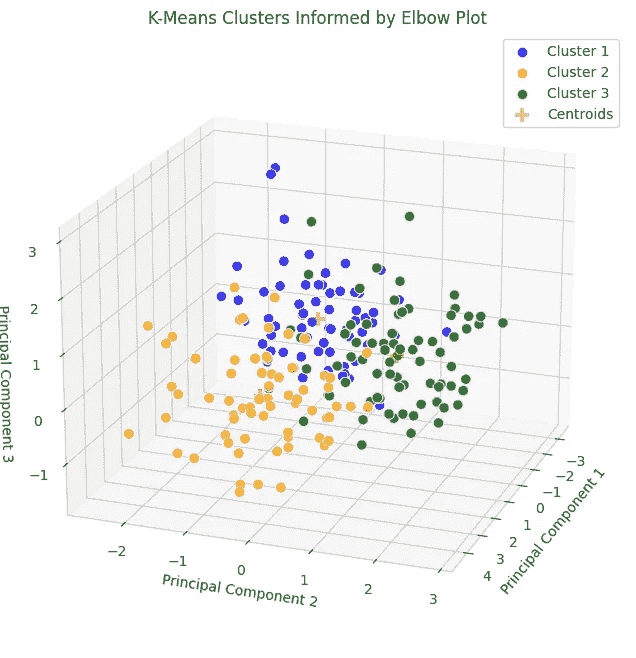 K-Means Clusters Informed by Elbow Plot
Cluster 1
Cluster 2
Cluster 3
Centroids
3
2
1
0
−1
Principal Component 3
−2
−1
0
1
2
3
Principal Component 2
−3
−2
−1
0
1
2
3
4
Principal Component 1